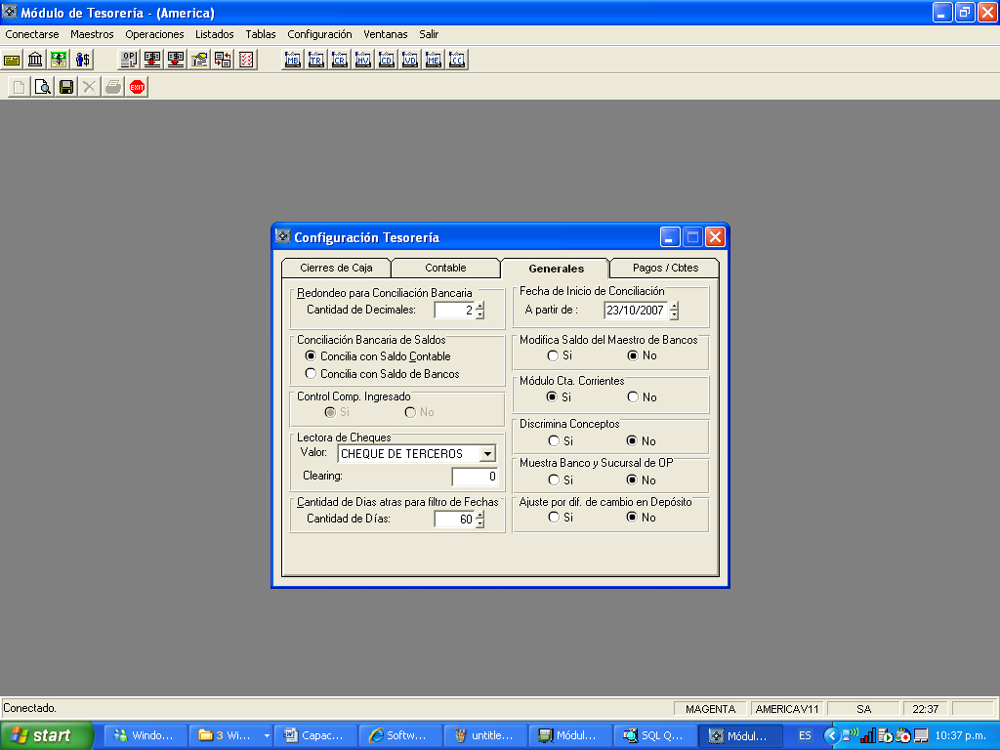 Módulo de Tesorería - (America)
Conectarse Maestros Operaciones Listados Tablas Configuración Ventanas Salir
OP MB TR CR HV CD VD ME CC
EXIT
Configuración Tesorería
Cierres de Caja Contable Generales Pagos / Cbtes
Redondeo para Conciliación Bancaria
Cantidad de Decimales: 2
Conciliación Bancaria de Saldos
Concilia con Saldo Contable
Concilia con Saldo de Bancos
Control Comp. Ingresado
Si No
Lectora de Cheques
Valor: CHEQUE DE TERCEROS
Clearing: 0
Cantidad de Dias atras para filtro de Fechas
Cantidad de Días: 60
Fecha de Inicio de Conciliación
A partir de : 23/10/2007
Modifica Saldo del Maestro de Bancos
Si No
Módulo Cta. Corrientes
Si No
Discrimina Conceptos
Si No
Muestra Banco y Sucursal de OP
Si No
Ajuste por dif. de cambio en Depósito
Si No
Conectado. MAGENTA AMERICAV11 SA 22:37
start Windo... 3 Wi... Capac... Softw... untitle... Módul... SQL Q... Módul... ES 10:37 p.m.